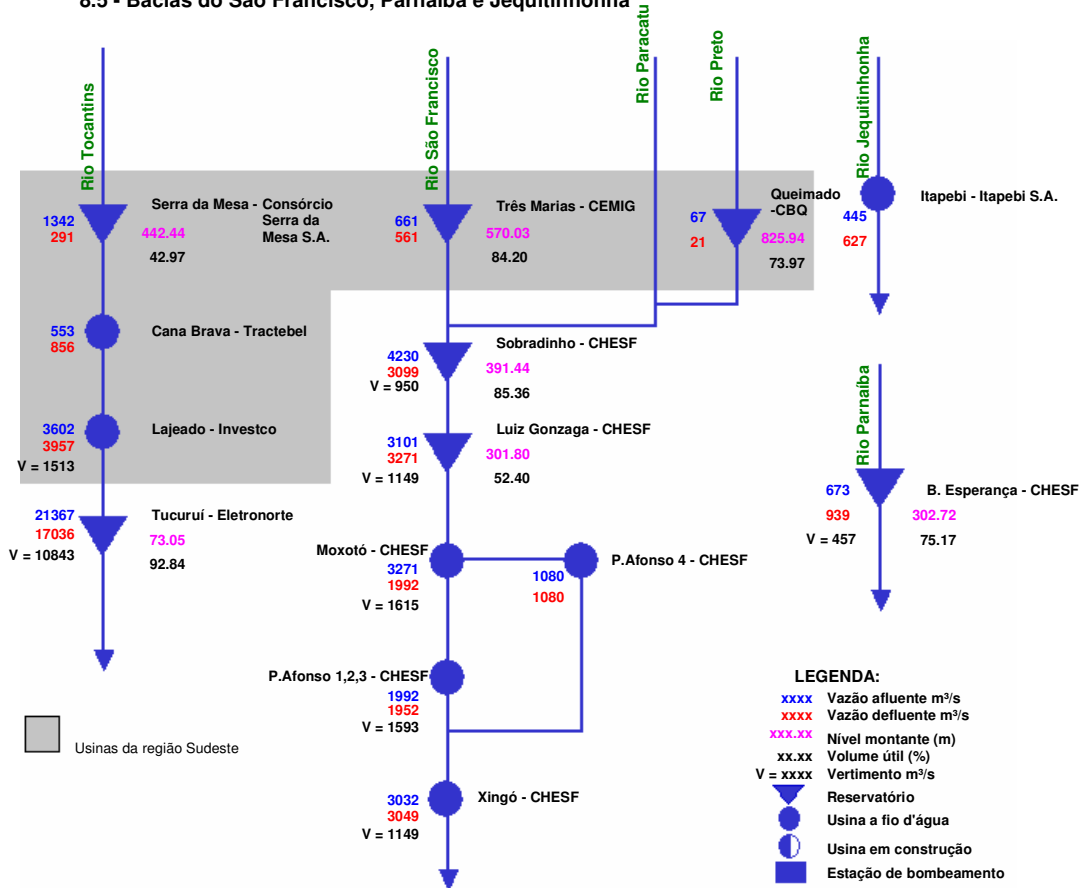 8.5 - Bacias do São Francisco, Parnaíba e Jequitinhonha
Rio Tocantins
Rio São Francisco
Rio Paracatu
Rio Preto
Rio Jequitinhonha
Serra da Mesa - Consórcio
Serra da
Mesa S.A.
1342
291
442.44
42.97
Três Marias - CEMIG
661
561
570.03
84.20
Queimado
-CBQ
67
21
825.94
73.97
Itapebi - Itapebi S.A.
445
627
553
856
Cana Brava - Tractebel
Sobradinho - CHESF
4230
3099
V = 950
391.44
85.36
3602
3957
V = 1513
Lajeado - Investco
Luiz Gonzaga - CHESF
3101
3271
V = 1149
301.80
52.40
Rio Parnaíba
673
939
V = 457
B. Esperança - CHESF
302.72
75.17
21367
17036
V = 10843
Tucuruí - Eletronorte
73.05
92.84
Moxotó - CHESF
3271
1992
V = 1615
P.Afonso 4 - CHESF
1080
1080
P.Afonso 1,2,3 - CHESF
1992
1952
V = 1593
Usinas da região Sudeste
Xingó - CHESF
3032
3049
V = 1149
LEGENDA:
xxxx Vazão afluente m³/s
xxxx Vazão defluente m³/s
xxx.xx Nível montante (m)
xx.xx Volume útil (%)
V = xxxx Vertimento m³/s
Reservatório
Usina a fio d'água
Usina em construção
Estação de bombeamento